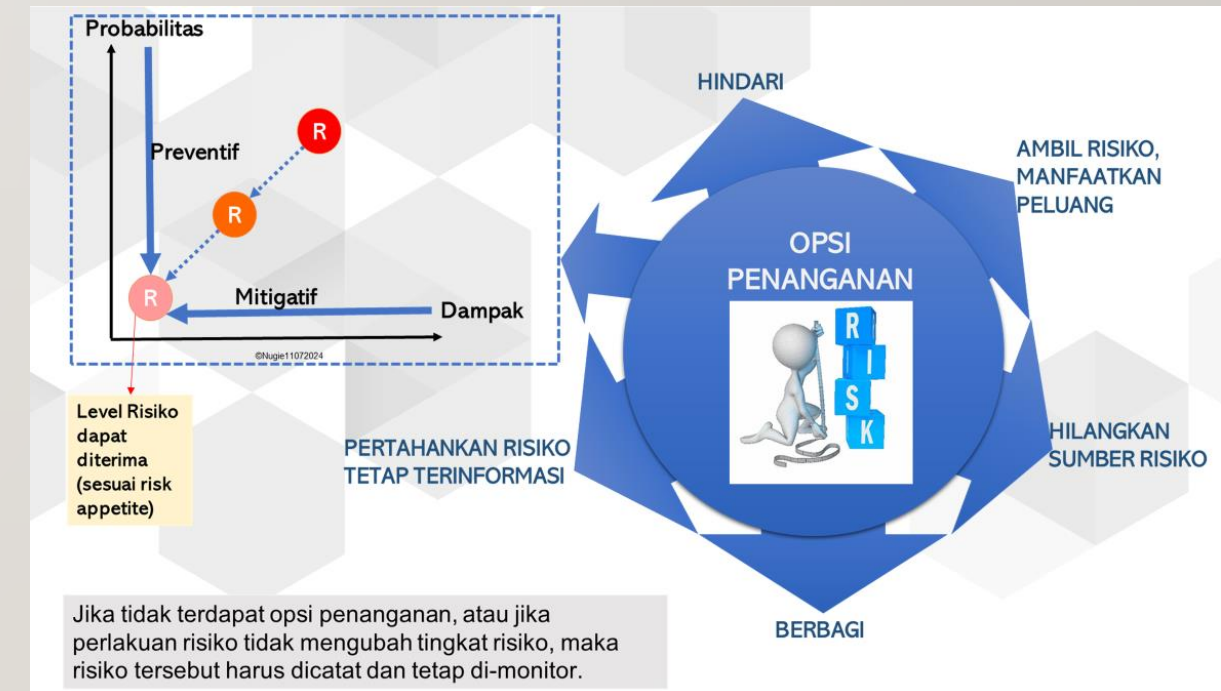 Probabilitas
Preventif
R
R
R
Mitigatif
Dampak
©Nugie11072024
Level Risiko
dapat
diterima
(sesuai risk
appetite)
HINDARI
AMBIL RISIKO,
MANFAATKAN
PELUANG
OPSI
PENANGANAN
R
I
S
K
HILANGKAN
SUMBER RISIKO
BERBAGI
PERTAHANKAN RISIKO
TETAP TERINFORMASI
Jika tidak terdapat opsi penanganan, atau jika
perlakuan risiko tidak mengubah tingkat risiko, maka
risiko tersebut harus dicatat dan tetap di-monitor.